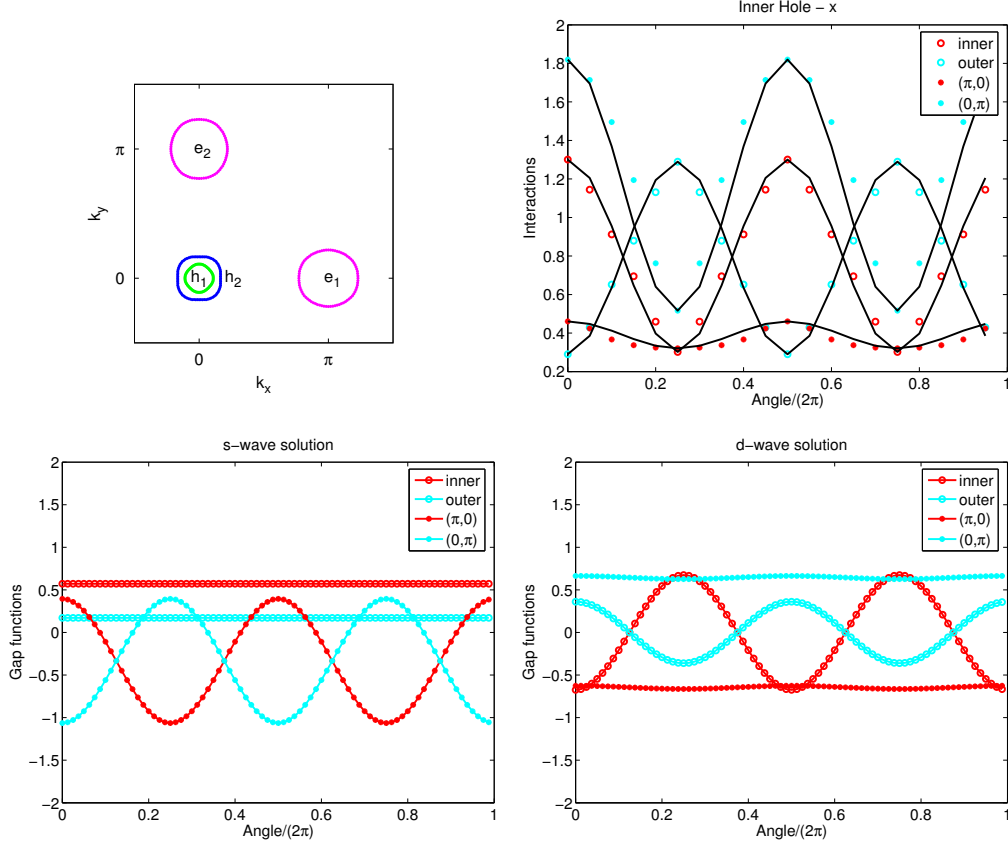 e2
π
ky
0
h1
h2
e1
0
π
kx
Inner Hole − x
inner
outer
(π,0)
(0,π)
Interactions
1.8
1.6
1.4
1.2
1
0.8
0.6
0.4
0.2
0
0.2
0.4
0.6
0.8
1
Angle/(2π)
s−wave solution
inner
outer
(π,0)
(0,π)
Gap functions
2
1.5
1
0.5
0
−0.5
−1
−1.5
−2
0
0.2
0.4
0.6
0.8
1
Angle/(2π)
d−wave solution
inner
outer
(π,0)
(0,π)
Gap functions
2
1.5
1
0.5
0
−0.5
−1
−1.5
−2
0
0.2
0.4
0.6
0.8
1
Angle/(2π)